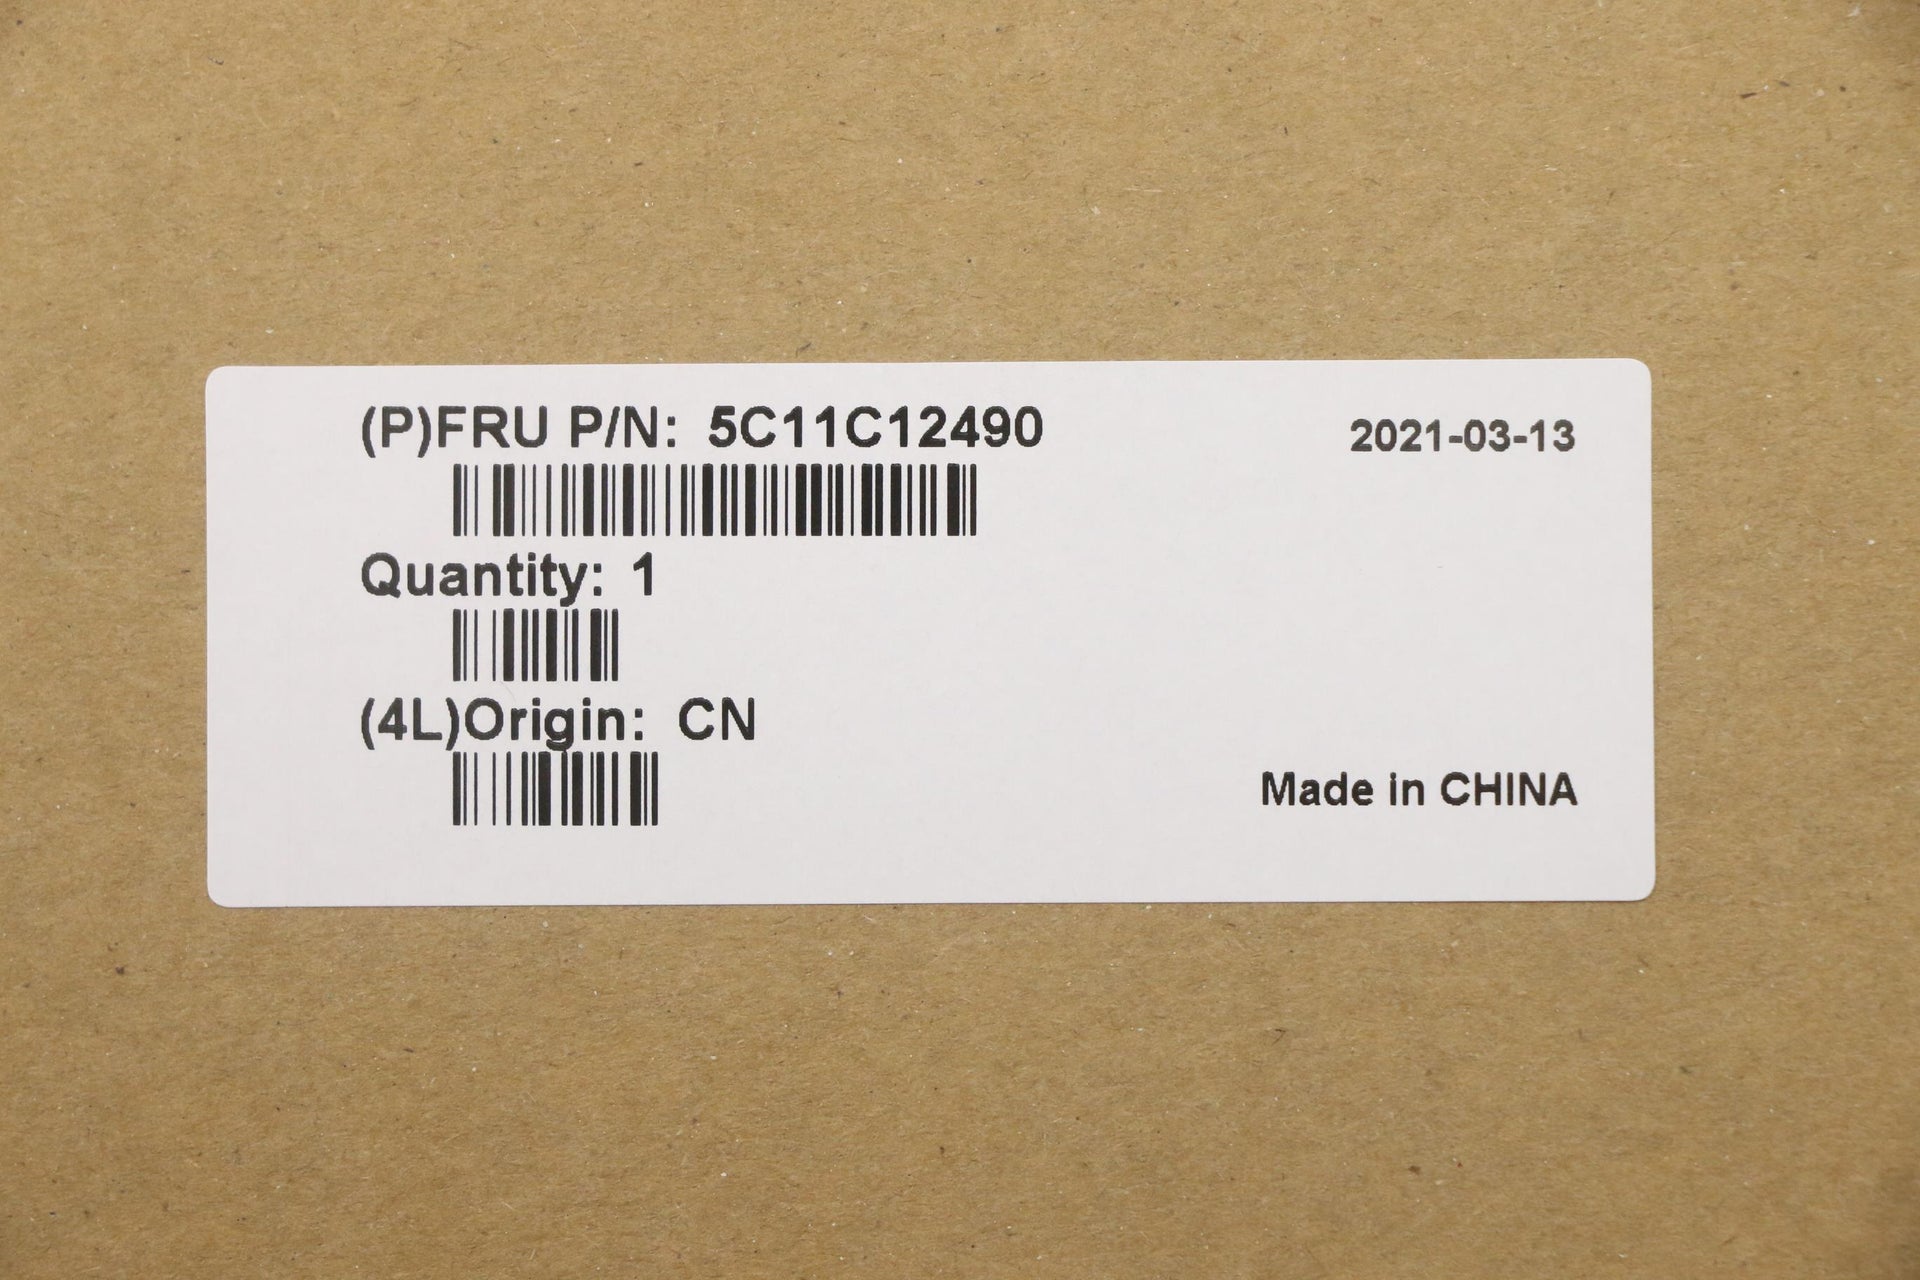 (P)FRU P/N: 5C11C12490
2021-03-13
Quantity: 1
(4L)Origin: CN
Made in CHINA